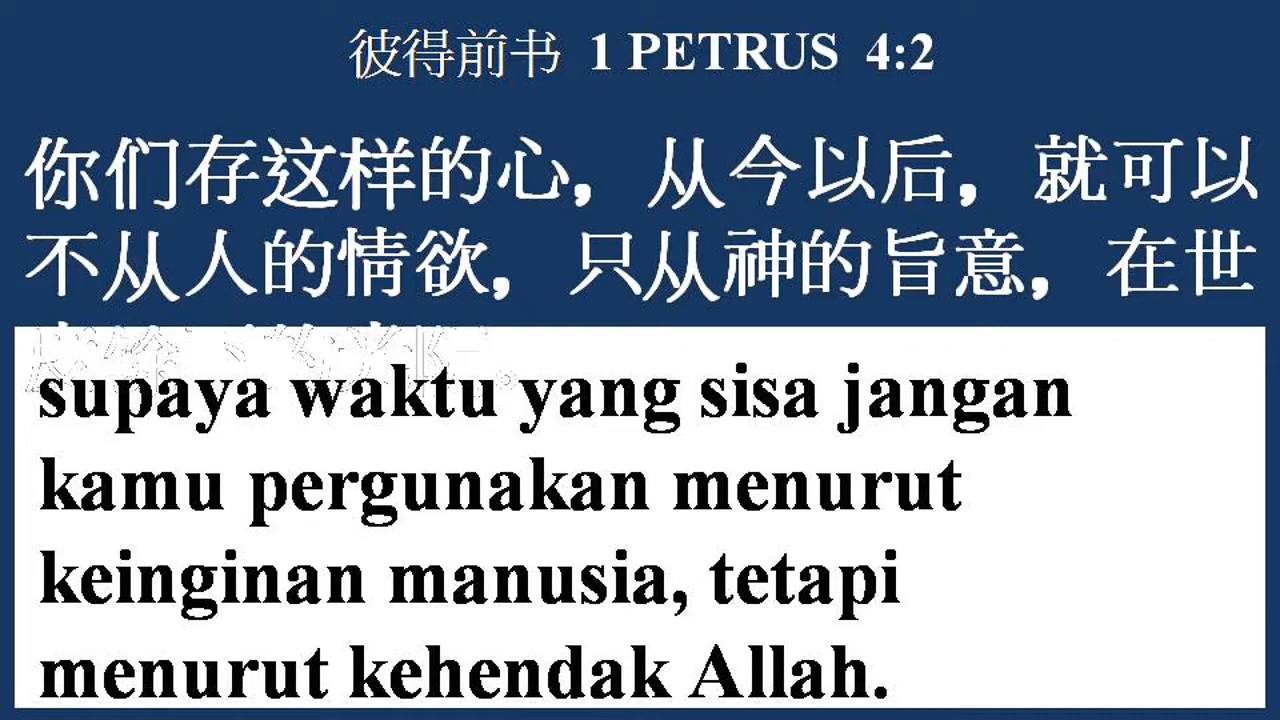 彼得前书 1 PETRUS 4:2
你们存这样的心，从今以后，就可以
不从人的情欲，只从神的旨意，在世
supaya waktu yang sisa jangan
kamu pergunakan menurut
keinginan manusia, tetapi
menurut kehendak Allah.